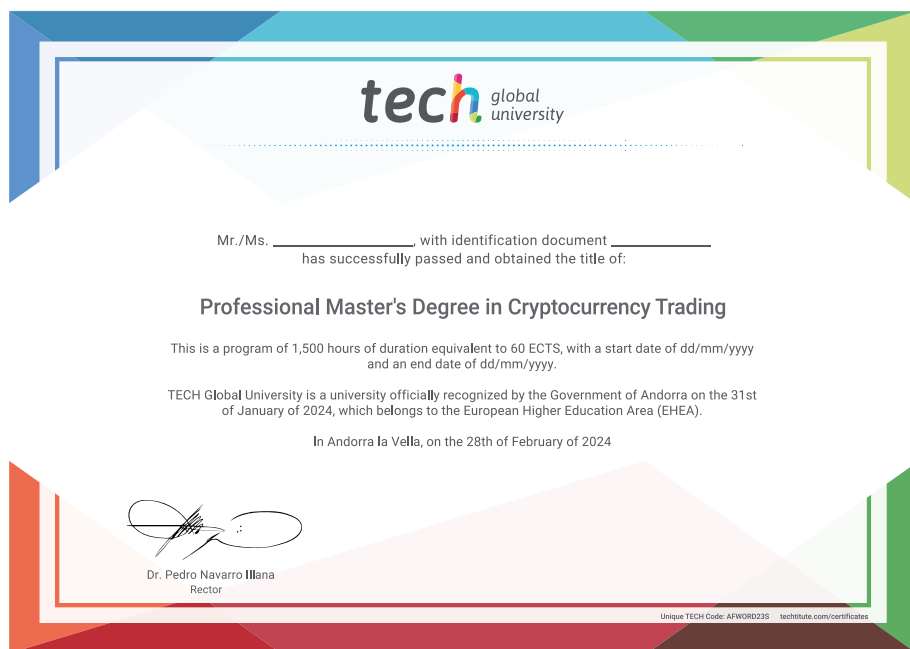 tech global
university
Mr./Ms. ____________________, with identification document ______________
has successfully passed and obtained the title of:
Professional Master's Degree in Cryptocurrency Trading
This is a program of 1,500 hours of duration equivalent to 60 ECTS, with a start date of dd/mm/yyyy
and an end date of dd/mm/yyyy.
TECH Global University is a university officially recognized by the Government of Andorra on the 31st
of January of 2024, which belongs to the European Higher Education Area (EHEA).
In Andorra la Vella, on the 28th of February of 2024
Dr. Pedro Navarro Illana
Rector
Unique TECH Code: AFWORD23S techtitute.com/certificates